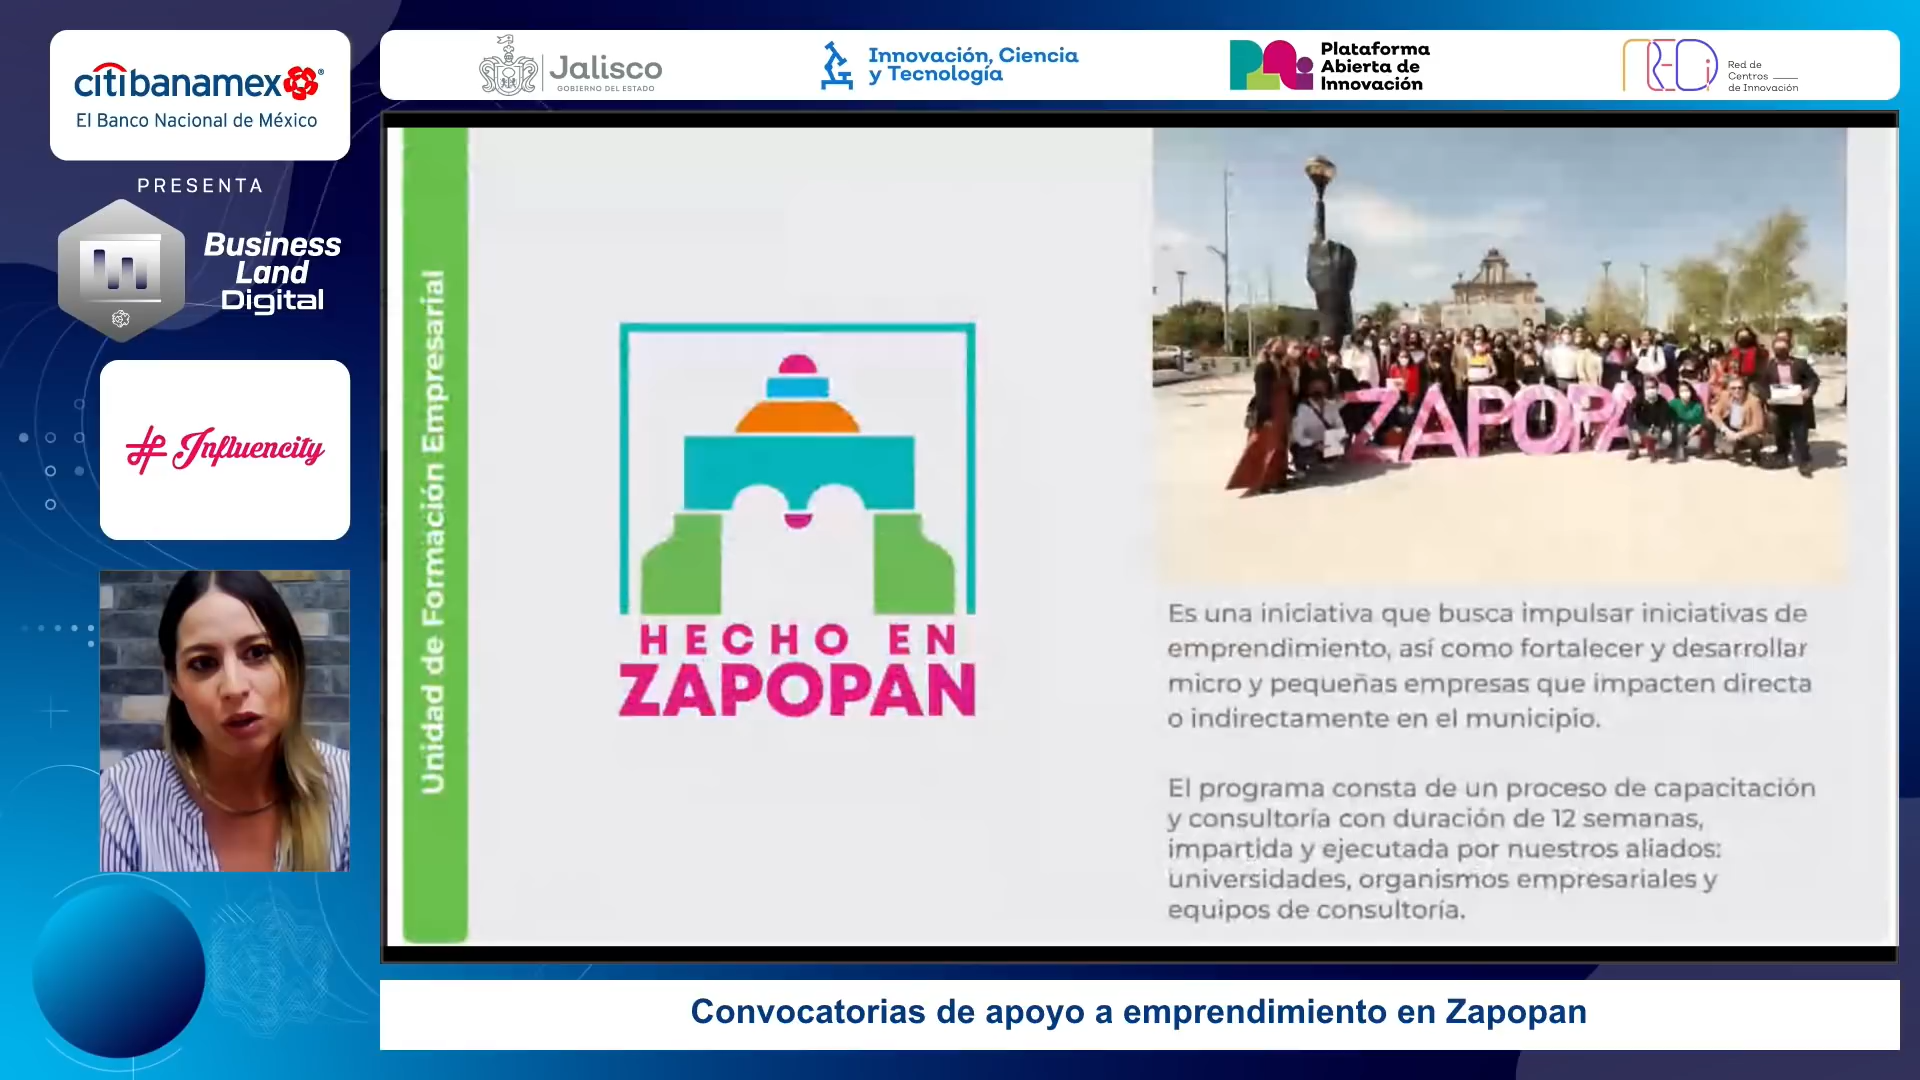 citibanamex®
El Banco Nacional de México
PRESENTA
Business
Land
Digital
#Influencity
Jalisco
GOBIERNO DEL ESTADO
Innovación, Ciencia
y Tecnología
Plataforma
Abierta de
Innovación
REDi
Red de
Centros
de Innovación
Unidad de Formación Empresarial
HECHO EN
ZAPOPAN
ZAPOPAN
Es una iniciativa que busca impulsar iniciativas de
emprendimiento, así como fortalecer y desarrollar
micro y pequeñas empresas que impacten directa
o indirectamente en el municipio.
El programa consta de un proceso de capacitación
y consultoría con duración de 12 semanas,
impartida y ejecutada por nuestros aliados:
universidades, organismos empresariales y
equipos de consultoría.
Convocatorias de apoyo a emprendimiento en Zapopan